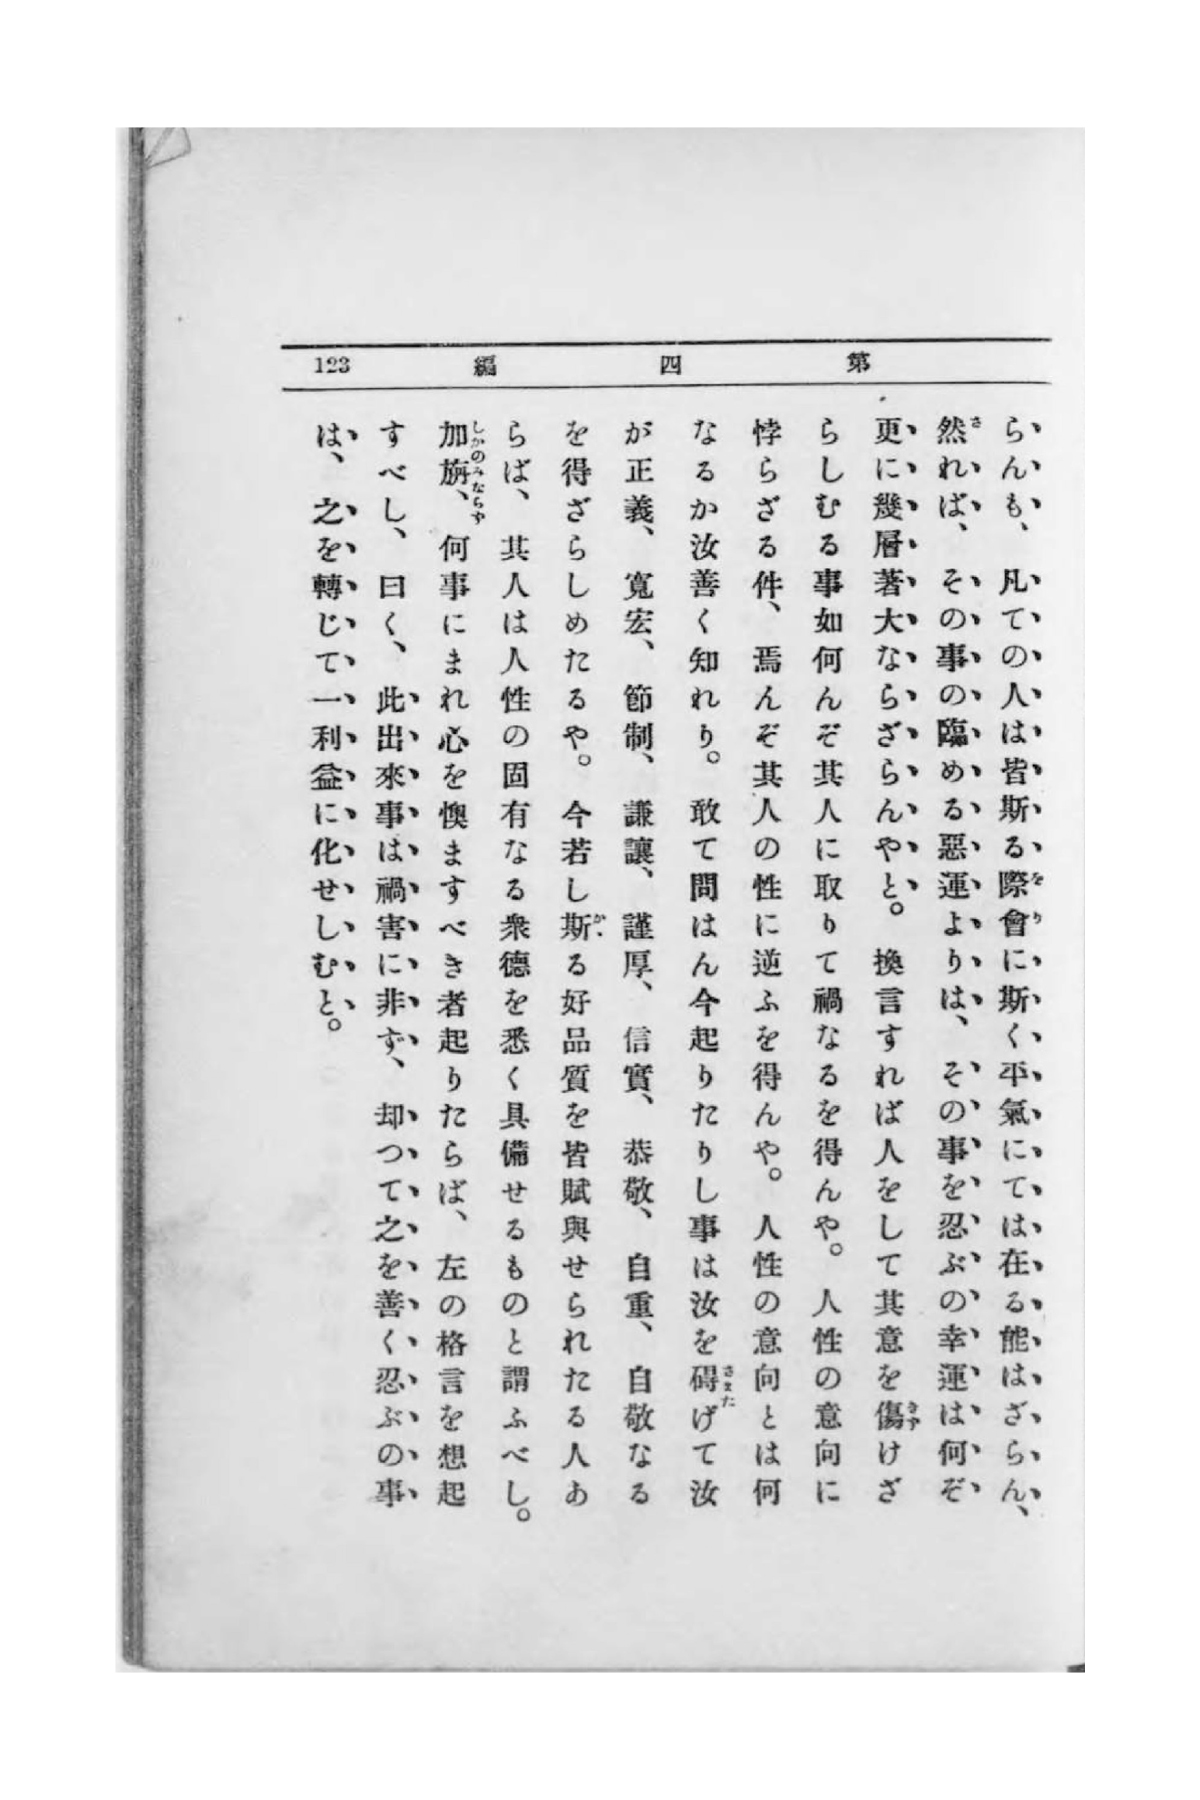 第四編 123
らんも、凡ての人は皆斯る際會に斯く平氣にては在る能はざらん、
然れば、その事の臨める惡運よりは、その事を忍ぶの幸運は何ぞ
更に幾層著大ならざらんやと。換言すれば人をして其意を傷けざ
らしむる事如何んぞ其人に取りて禍なるを得んや。人性の意向に
悖らざる件、焉んぞ其人の性に逆ふを得んや。人性の意向とは何
なるか汝善く知れり。敢て問はん今起りたりし事は汝を碍げて汝
が正義、寬宏、節制、謙讓、謹厚、信實、恭敬、自重、自敬なる
を得ざらしめたるや。今若し斯る好品質を皆賦與せられたる人あ
らば、其人は人性の固有なる衆德を悉く具備せるものと謂ふべし。
加旃、何事にまれ心を懊ますべき者起りたらば、左の格言を想起
すべし、曰く、此出來事は禍害に非ず、却つて之を善く忍ぶの事
は、之を轉じて一利益に化せしむと。